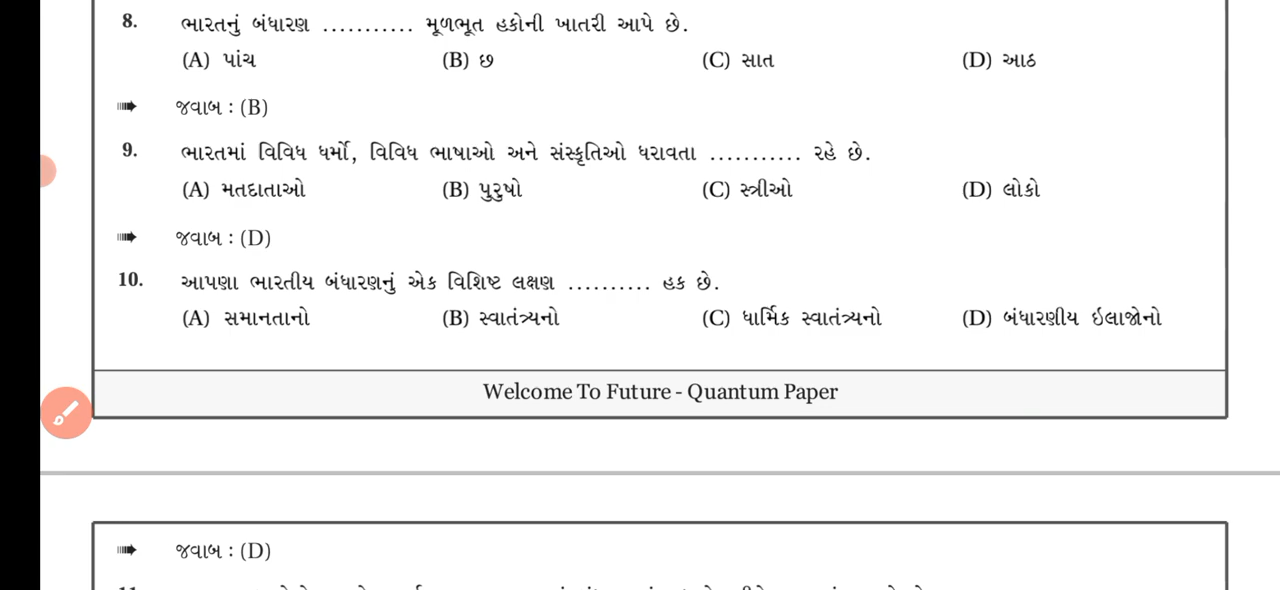 8. ભારતનું બંધારણ ........... મૂળભૂત હકોની ખાતરી આપે છે.
(A) પાંચ (B) છ (C) સાત (D) આઠ
જવાબ : (B)
9. ભારતમાં વિવિધ ધર્મો, વિવિધ ભાષાઓ અને સંસ્કૃતિઓ ધરાવતા ........... રહે છે.
(A) મતદાતાઓ (B) પુરુષો (C) સ્ત્રીઓ (D) લોકો
જવાબ : (D)
10. આપણા ભારતીય બંધારણનું એક વિશિષ્ટ લક્ષણ .......... હક છે.
(A) સમાનતાનો (B) સ્વાતંત્ર્યનો (C) ધાર્મિક સ્વાતંત્ર્યનો (D) બંધારણીય ઇલાજોનો
Welcome To Future - Quantum Paper
જવાબ : (D)